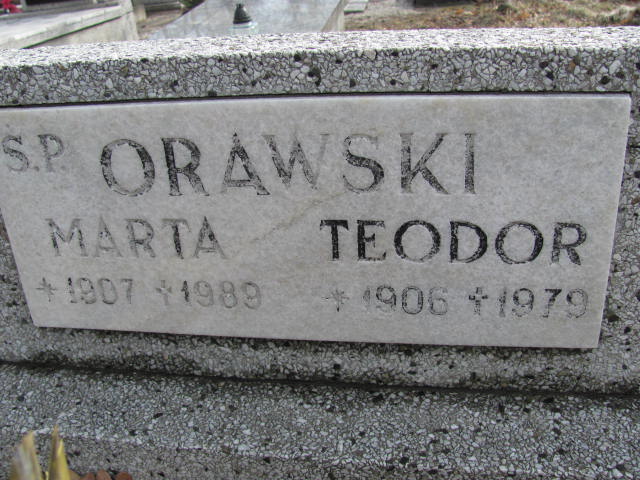 Ś.P. ORAWSKI
MARTA TEODOR
* 1907 † 1989 * 1906 † 1979